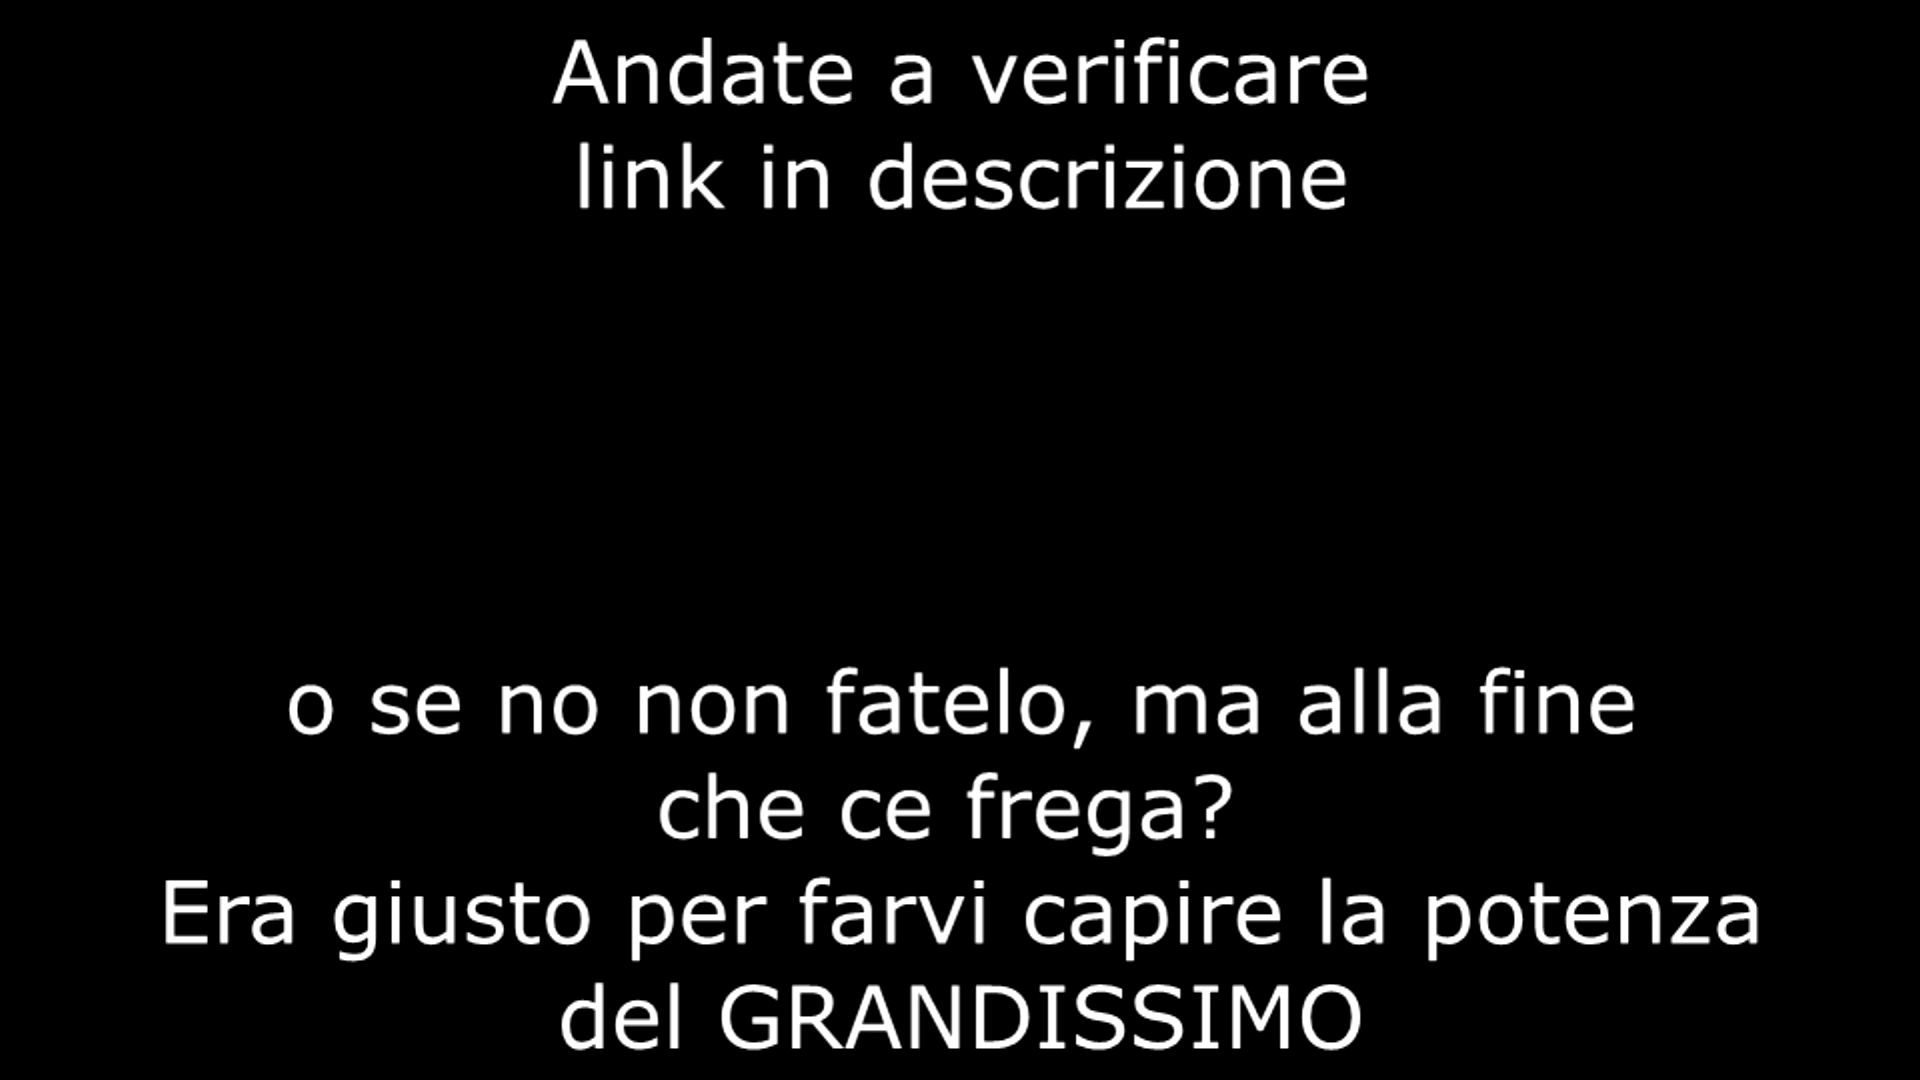 Andate a verificare
link in descrizione
o se no non fatelo, ma alla fine
che ce frega?
Era giusto per farvi capire la potenza
del GRANDISSIMO